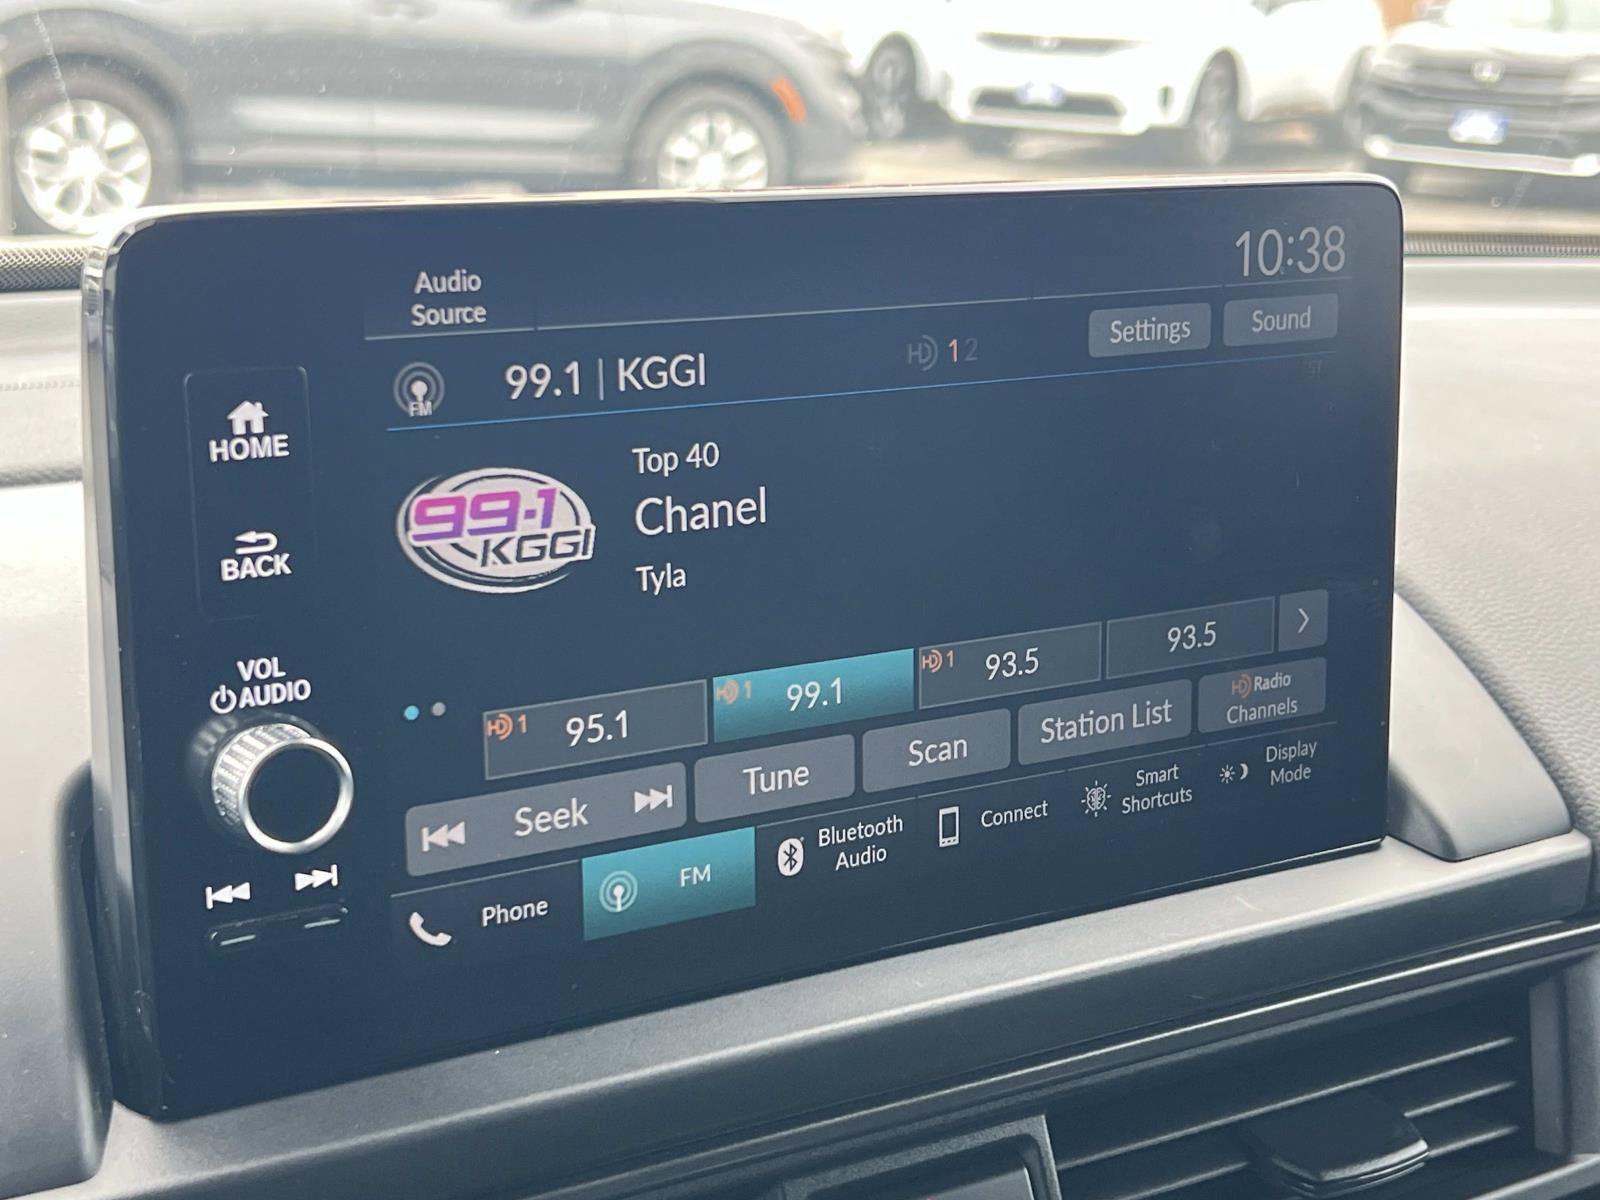 10:38
Audio
Source
99.1 | KGGI
HD 1 2
Settings
Sound
ST
FM
HOME
BACK
VOL
AUDIO
99.1
KGGI
Top 40
Chanel
Tyla
HD 1 95.1
HD 1 99.1
HD 1 93.5
93.5
Seek
Tune
Scan
Station List
HD Radio
Channels
Phone
FM
Bluetooth
Audio
Connect
Smart
Shortcuts
Display
Mode